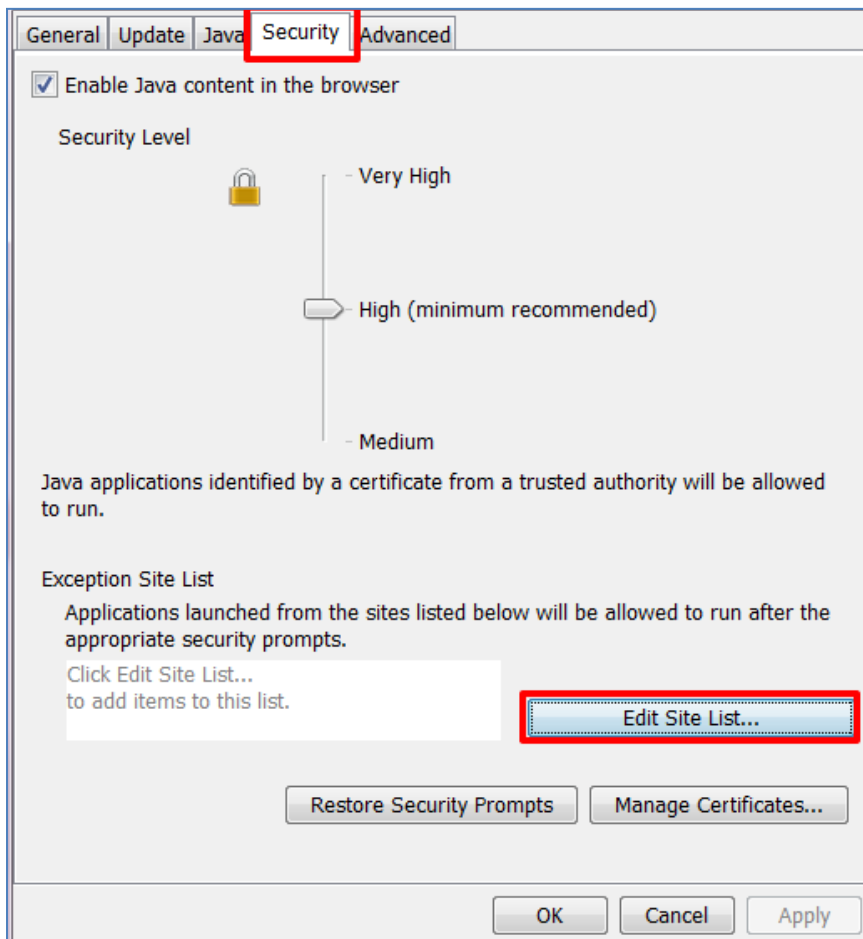 General Update Java Security Advanced
Enable Java content in the browser
Security Level
- Very High
- High (minimum recommended)
- Medium
Java applications identified by a certificate from a trusted authority will be allowed
to run.
Exception Site List
Applications launched from the sites listed below will be allowed to run after the
appropriate security prompts.
Click Edit Site List...
to add items to this list.
Edit Site List...
Restore Security Prompts Manage Certificates...
OK Cancel Apply